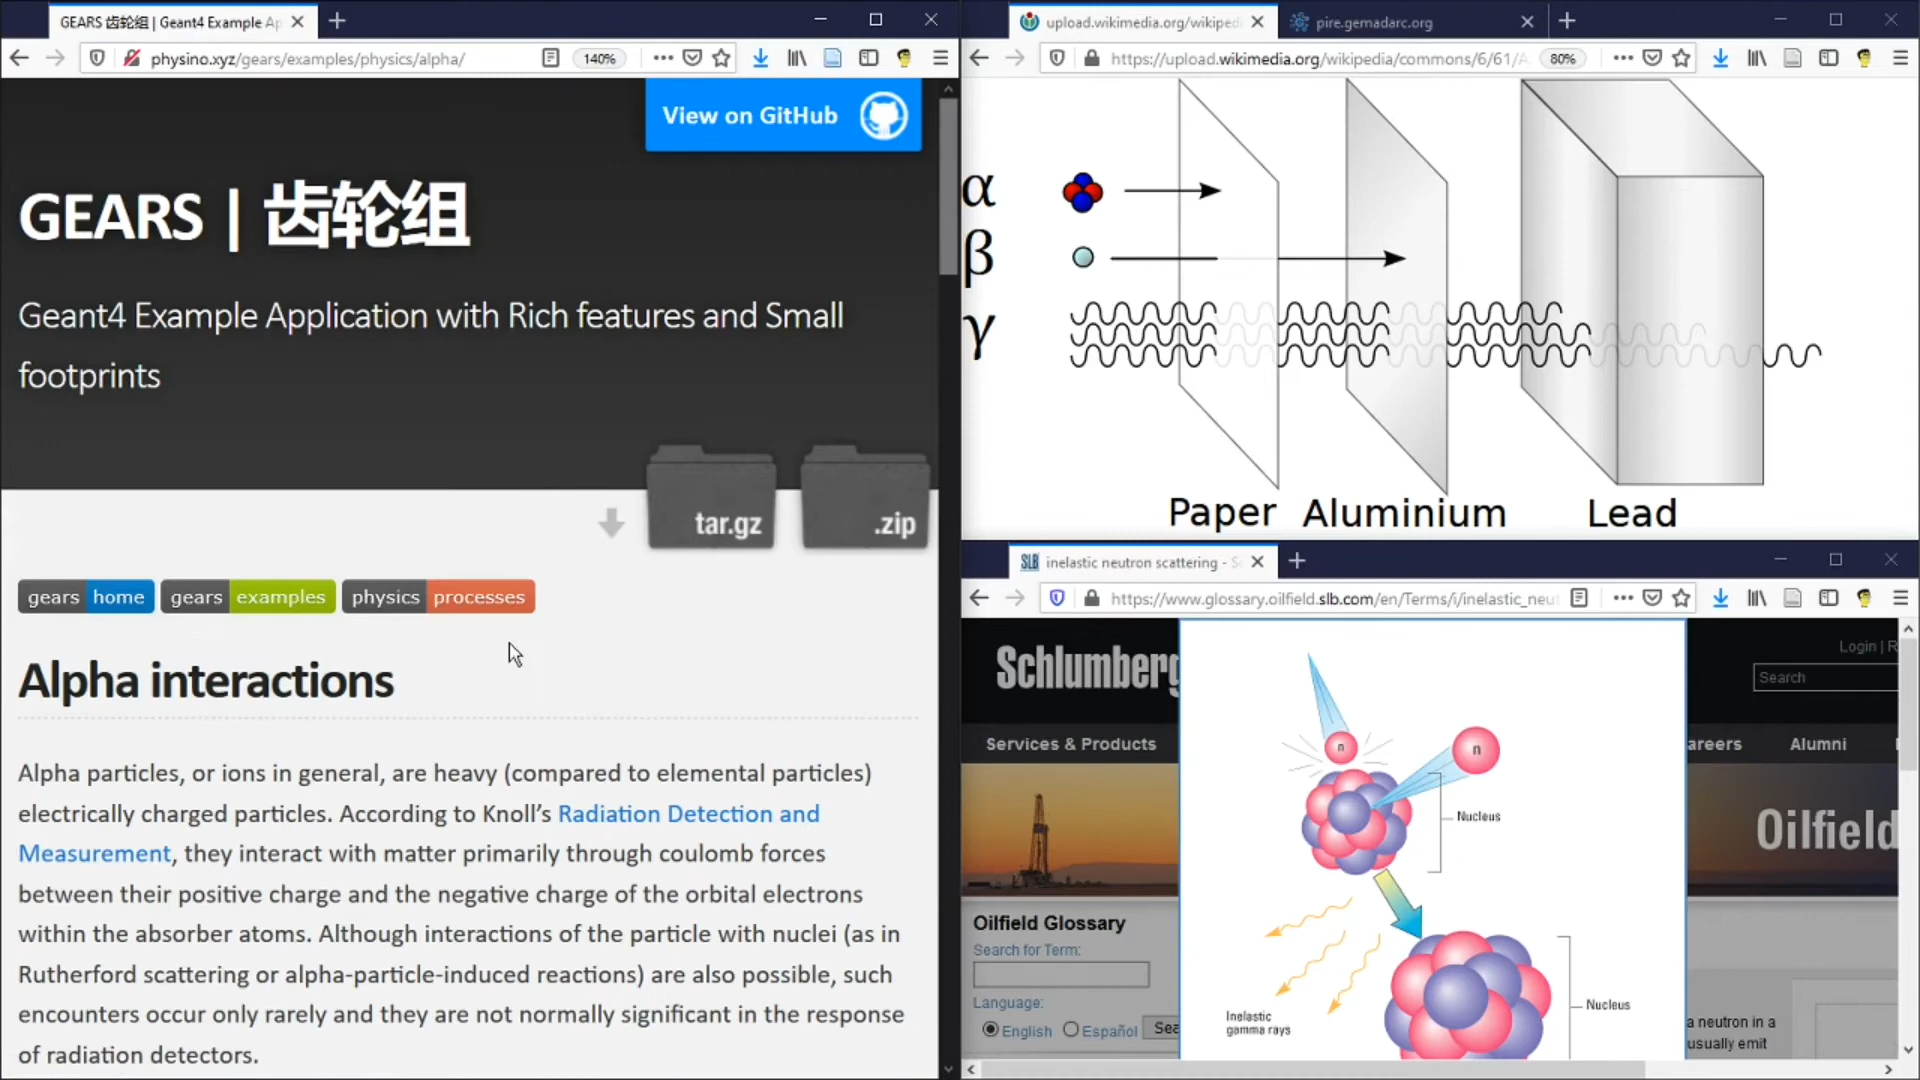 GEARS 齿轮组 | Geant4 Example Ap
physino.xyz/gears/examples/physics/alpha/
140%
View on GitHub
GEARS | 齿轮组
Geant4 Example Application with Rich features and Small
footprints
tar.gz
.zip
gears home
gears examples
physics processes
Alpha interactions
Alpha particles, or ions in general, are heavy (compared to elemental particles)
electrically charged particles. According to Knoll’s Radiation Detection and
Measurement, they interact with matter primarily through coulomb forces
between their positive charge and the negative charge of the orbital electrons
within the absorber atoms. Although interactions of the particle with nuclei (as in
Rutherford scattering or alpha-particle-induced reactions) are also possible, such
encounters occur only rarely and they are not normally significant in the response
of radiation detectors.
upload.wikimedia.org/wikiped
pire.gemadarc.org
https://upload.wikimedia.org/wikipedia/commons/6/61/A
80%
α
β
γ
Paper
Aluminium
Lead
SLB
inelastic neutron scattering - S
https://www.glossary.oilfield.slb.com/en/Terms/i/inelastic_neut
Schlumberg
Login | R
Search
Services & Products
areers
Alumni
Oilfield
Oilfield Glossary
Search for Term:
Language:
English
Español
Sea
n
n
Nucleus
Nucleus
Inelastic
gamma rays
a neutron in a
usually emit